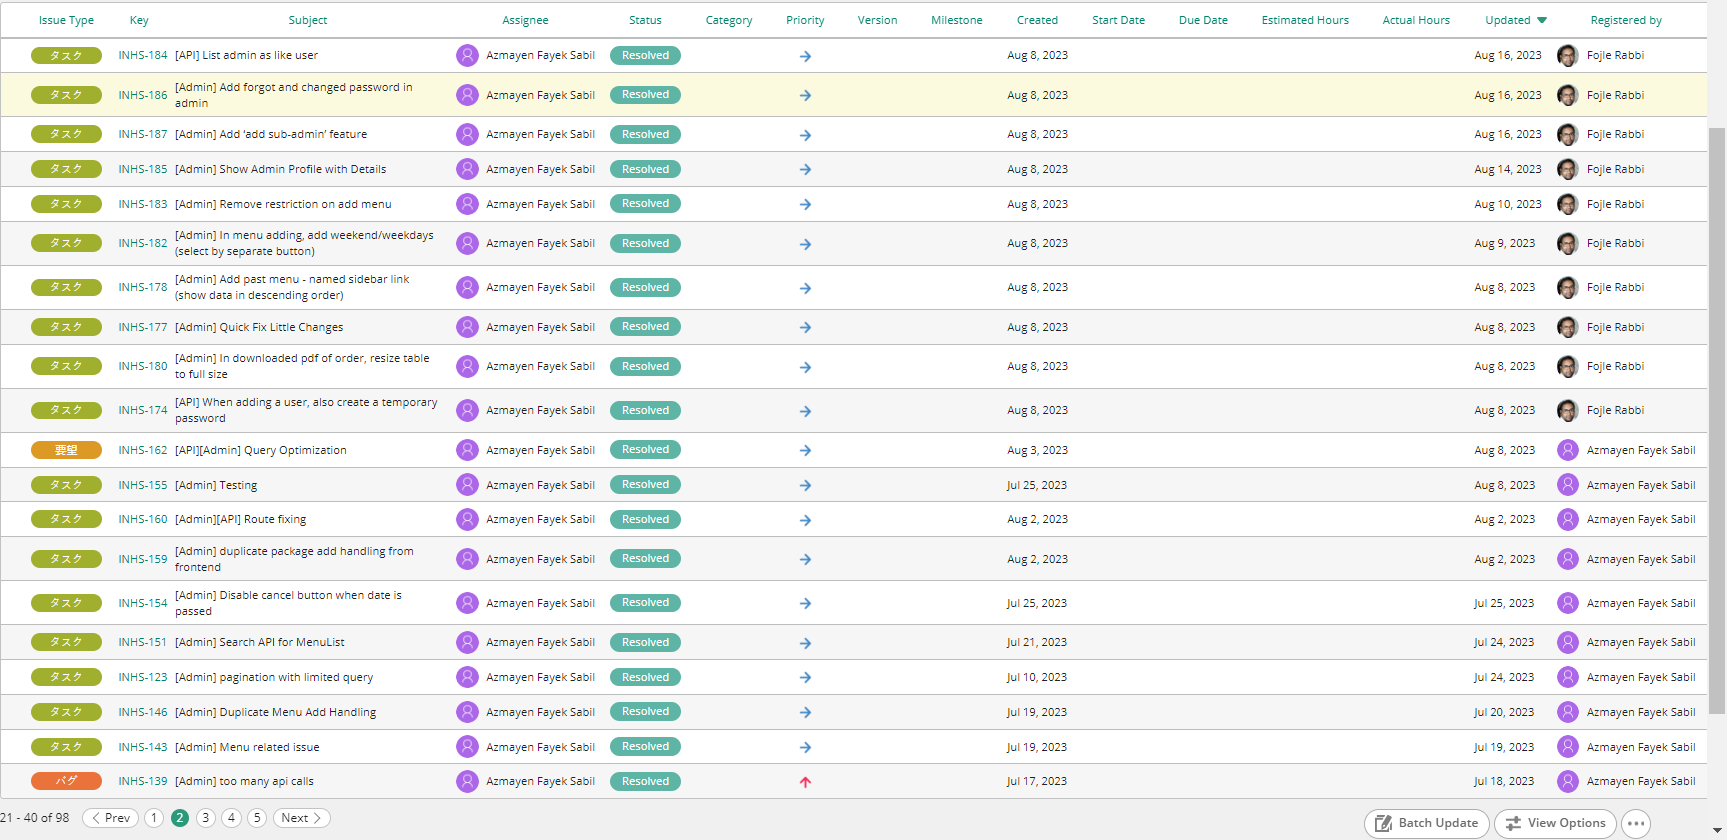 Issue Type Key Subject Assignee Status Category Priority Version Milestone Created Start Date Due Date Estimated Hours Actual Hours Updated Registered by
タスク INHS-184 [API] List admin as like user Azmayen Fayek Sabil Resolved Aug 8, 2023 Aug 16, 2023 Fojle Rabbi
タスク INHS-186 [Admin] Add forgot and changed password in
admin Azmayen Fayek Sabil Resolved Aug 8, 2023 Aug 16, 2023 Fojle Rabbi
タスク INHS-187 [Admin] Add ‘add sub-admin’ feature Azmayen Fayek Sabil Resolved Aug 8, 2023 Aug 16, 2023 Fojle Rabbi
タスク INHS-185 [Admin] Show Admin Profile with Details Azmayen Fayek Sabil Resolved Aug 8, 2023 Aug 14, 2023 Fojle Rabbi
タスク INHS-183 [Admin] Remove restriction on add menu Azmayen Fayek Sabil Resolved Aug 8, 2023 Aug 10, 2023 Fojle Rabbi
タスク INHS-182 [Admin] In menu adding, add weekend/weekdays
(select by separate button) Azmayen Fayek Sabil Resolved Aug 8, 2023 Aug 9, 2023 Fojle Rabbi
タスク INHS-178 [Admin] Add past menu - named sidebar link
(show data in descending order) Azmayen Fayek Sabil Resolved Aug 8, 2023 Aug 8, 2023 Fojle Rabbi
タスク INHS-177 [Admin] Quick Fix Little Changes Azmayen Fayek Sabil Resolved Aug 8, 2023 Aug 8, 2023 Fojle Rabbi
タスク INHS-180 [Admin] In downloaded pdf of order, resize table
to full size Azmayen Fayek Sabil Resolved Aug 8, 2023 Aug 8, 2023 Fojle Rabbi
タスク INHS-174 [API] When adding a user, also create a temporary
password Azmayen Fayek Sabil Resolved Aug 8, 2023 Aug 8, 2023 Fojle Rabbi
要望 INHS-162 [API][Admin] Query Optimization Azmayen Fayek Sabil Resolved Aug 3, 2023 Aug 8, 2023 Azmayen Fayek Sabil
タスク INHS-155 [Admin] Testing Azmayen Fayek Sabil Resolved Jul 25, 2023 Aug 8, 2023 Azmayen Fayek Sabil
タスク INHS-160 [Admin][API] Route fixing Azmayen Fayek Sabil Resolved Aug 2, 2023 Aug 2, 2023 Azmayen Fayek Sabil
タスク INHS-159 [Admin] duplicate package add handling from
frontend Azmayen Fayek Sabil Resolved Aug 2, 2023 Aug 2, 2023 Azmayen Fayek Sabil
タスク INHS-154 [Admin] Disable cancel button when date is
passed Azmayen Fayek Sabil Resolved Jul 25, 2023 Jul 25, 2023 Azmayen Fayek Sabil
タスク INHS-151 [Admin] Search API for MenuList Azmayen Fayek Sabil Resolved Jul 21, 2023 Jul 24, 2023 Azmayen Fayek Sabil
タスク INHS-123 [Admin] pagination with limited query Azmayen Fayek Sabil Resolved Jul 10, 2023 Jul 24, 2023 Azmayen Fayek Sabil
タスク INHS-146 [Admin] Duplicate Menu Add Handling Azmayen Fayek Sabil Resolved Jul 19, 2023 Jul 20, 2023 Azmayen Fayek Sabil
タスク INHS-143 [Admin] Menu related issue Azmayen Fayek Sabil Resolved Jul 19, 2023 Jul 19, 2023 Azmayen Fayek Sabil
バグ INHS-139 [Admin] too many api calls Azmayen Fayek Sabil Resolved Jul 17, 2023 Jul 18, 2023 Azmayen Fayek Sabil
21 - 40 of 98 Prev 1 2 3 4 5 Next Batch Update View Options